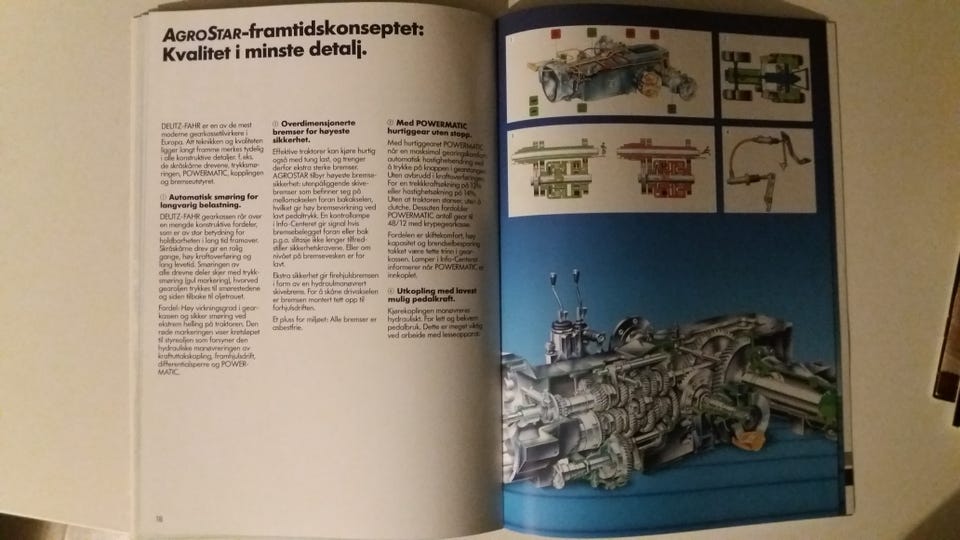 AGROSTAR-framtidskonseptet:
Kvalitet i minste detalj.
DEUTZ-FAHR er en av de mest
moderne gearkassetilvirkere i
Europa. Att teknikken og kvaliteten
ligger langt framme merkes tydelig
i alle konstruktive detaljer, f.eks.
de skråskårne drevene, trykksmø-
ringen, POWERMATIC, kopplingen
og bremseutstyret.
① Automatisk smøring for
langvarig belastning.
DEUTZ-FAHR gearkassen rår over
en mengde konstruktive fordeler,
som er av stor betydning for
holdbarheten i lang tid framover.
Skråskårne drev gir en rolig
gange, høy kraftoverføring og
lang levetid. Smøringen av
alle drevne deler skjer med trykk-
smøring (gul markering), hvorved
gearoljen trykkes til smørestedene
og siden tilbake til oljetrauet.
Fordel: Høy virkningsgrad i gear-
kassen og sikker smøring ved
ekstrem helling på traktoren. Den
røde markeringen viser kretsløpet
til styreoljen som forsyner den
hydrauliske manøvreringen av
kraftuttakskopling, framhjulsdrift,
differentialsperre og POWER-
MATIC.
② Overdimensjonerte
bremser for høyeste
sikkerhet.
Effektive traktorer kan kjøre hurtig
også med tung last, og trenger
derfor ekstra sterke bremser.
AGROSTAR tilbyr høyeste bremse-
sikkerhet: utenpåliggende skive-
bremser som befinner seg på
mellomakselen foran bakakselen,
hvilket gir høy bremsevirkning ved
lavt pedaltrykk. En kontrollampe
i Info-Centeret gir signal hvis
bremsebelegget foran eller bak
p.g.a. slitasje ikke lenger tilfred-
stiller sikkerhetskravene. Eller om
nivået på bremsevesken er for
lavt.
Ekstra sikkerhet gir firehjulsbremsen
i form av en hydraulmanøvrert
skivebrems. For å skåne drivakselen
er bremsen montert tett opp til
forhjulsdriften.
Et pluss for miljøet: Alle bremser er
asbestfrie.
③ Med POWERMATIC
hurtiggear uten stopp.
Med hurtiggearet POWERMATIC
når en maksimal gearingskomfort:
automatisk hastighetsendring ved
å trykke på knappen i gearstangen.
Uten avbrudd i kraftoverføringen.
For en trekkraftsøkning på 12%
eller hastighetsøkning på 14%.
Uten at traktoren stanser, uten å
clutche. Dessuten fordobler
POWERMATIC antall gear til
48/12 med krypegearkasse.
Fordelen er skiftekomfort, høy
kapasitet og brendselbesparing
takket være tette trinn i gear-
kassen. Lamper i Info-Centeret
informerer når POWERMATIC er
innkoplet.
④ Utkopling med lavest
mulig pedalkraft.
Kjørekoplingen manøvreres
hydrauliskt. For lett og bekvem
pedalbruk. Dette er meget viktig
ved arbeide med lesseapparat.
18